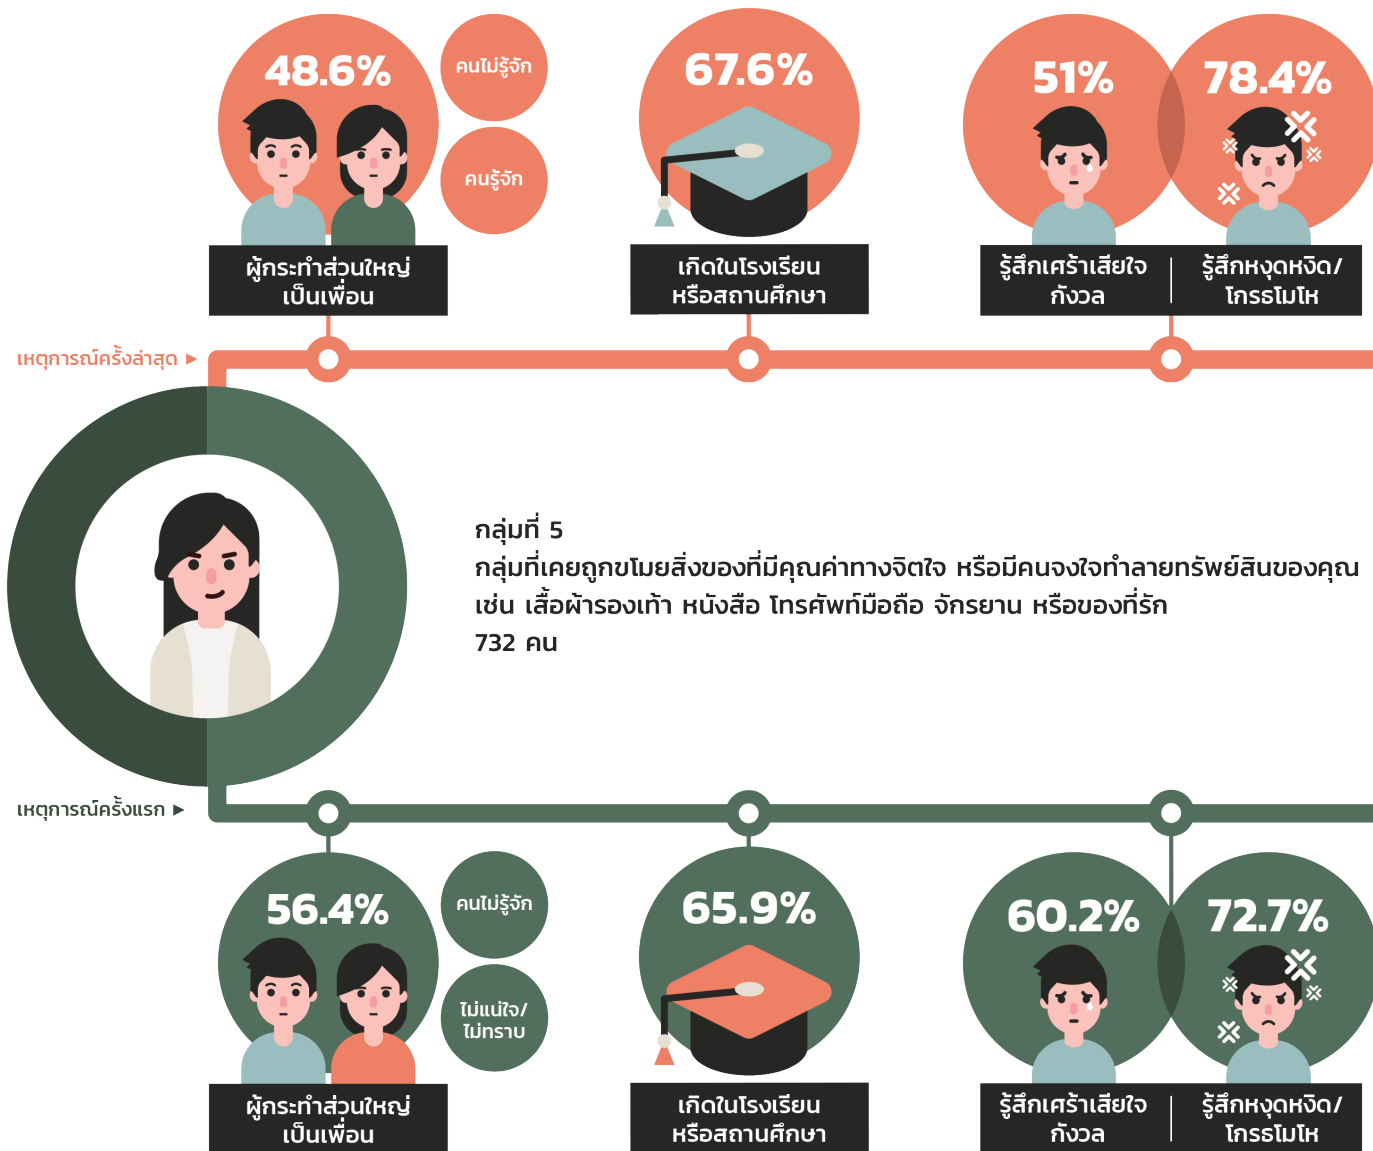 48.6%
คนไม่รู้จัก
คนรู้จัก
ผู้กระทำส่วนใหญ่
เป็นเพื่อน
67.6%
เกิดในโรงเรียน
หรือสถานศึกษา
51%
78.4%
รู้สึกเศร้าเสียใจ
กังวล
รู้สึกหงุดหงิด/
โกรธโมโห
เหตุการณ์ครั้งล่าสุด ►
กลุ่มที่ 5
กลุ่มที่เคยถูกขโมยสิ่งของที่มีคุณค่าทางจิตใจ หรือมีคนจงใจทำลายทรัพย์สินของคุณ
เช่น เสื้อผ้ารองเท้า หนังสือ โทรศัพท์มือถือ จักรยาน หรือของที่รัก
732 คน
เหตุการณ์ครั้งแรก ►
56.4%
คนไม่รู้จัก
ไม่แน่ใจ/
ไม่ทราบ
ผู้กระทำส่วนใหญ่
เป็นเพื่อน
65.9%
เกิดในโรงเรียน
หรือสถานศึกษา
60.2%
72.7%
รู้สึกเศร้าเสียใจ
กังวล
รู้สึกหงุดหงิด/
โกรธโมโห